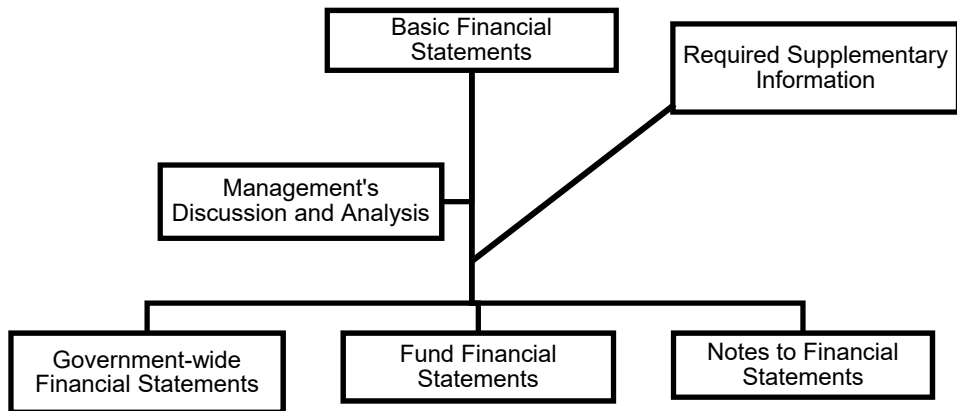 Basic Financial
Statements
Required Supplementary
Information
Management's
Discussion and Analysis
Government-wide
Financial Statements
Fund Financial
Statements
Notes to Financial
Statements